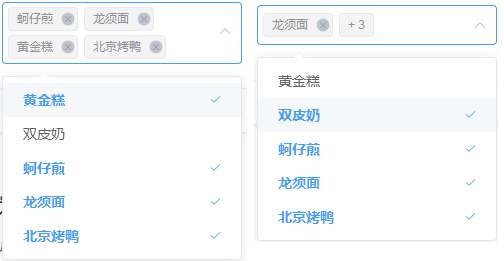 蚵仔煎 龙须面
黄金糕 北京烤鸭
黄金糕
双皮奶
蚵仔煎
龙须面
北京烤鸭
龙须面 + 3
黄金糕
双皮奶
蚵仔煎
龙须面
北京烤鸭